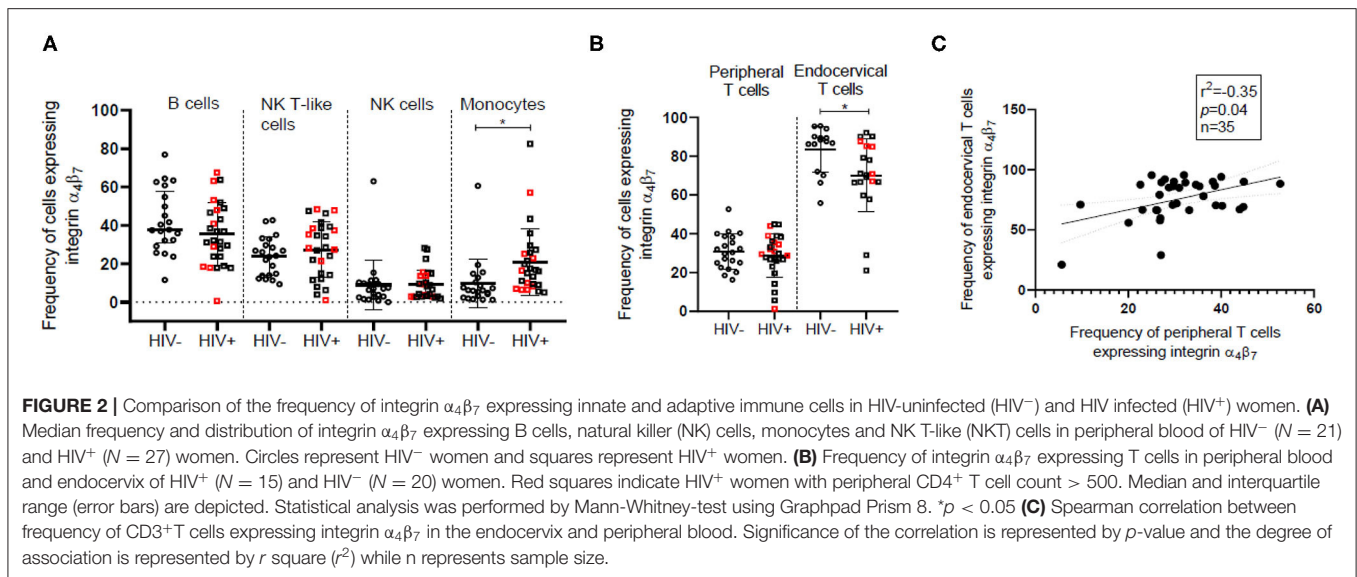 A
B cells
NK T-like
cells
NK cells
Monocytes
*
Frequency of cells expressing
integrin α₄β₇
100
80
60
40
20
0
HIV-
HIV+
HIV-
HIV+
HIV-
HIV+
HIV-
HIV+
B
Peripheral
T cells
Endocervical
T cells
*
Frequency of cells expressing
integrin α₄β₇
100
80
60
40
20
0
HIV-
HIV+
HIV-
HIV+
C
r²=-0.35
p=0.04
n=35
Frequency of endocervical T cells
expressing integrin α₄β₇
150
100
50
0
0
20
40
60
Frequency of peripheral T cells
expressing integrin α₄β₇
FIGURE 2 | Comparison of the frequency of integrin α₄β₇ expressing innate and adaptive immune cells in HIV-uninfected (HIV⁻) and HIV infected (HIV⁺) women. (A)
Median frequency and distribution of integrin α₄β₇ expressing B cells, natural killer (NK) cells, monocytes and NK T-like (NKT) cells in peripheral blood of HIV⁻ (N = 21)
and HIV⁺ (N = 27) women. Circles represent HIV⁻ women and squares represent HIV⁺ women. (B) Frequency of integrin α₄β₇ expressing T cells in peripheral blood
and endocervix of HIV⁺ (N = 15) and HIV⁻ (N = 20) women. Red squares indicate HIV⁺ women with peripheral CD4⁺ T cell count > 500. Median and interquartile
range (error bars) are depicted. Statistical analysis was performed by Mann-Whitney-test using Graphpad Prism 8. *p < 0.05 (C) Spearman correlation between
frequency of CD3⁺T cells expressing integrin α₄β₇ in the endocervix and peripheral blood. Significance of the correlation is represented by p-value and the degree of
association is represented by r square (r²) while n represents sample size.